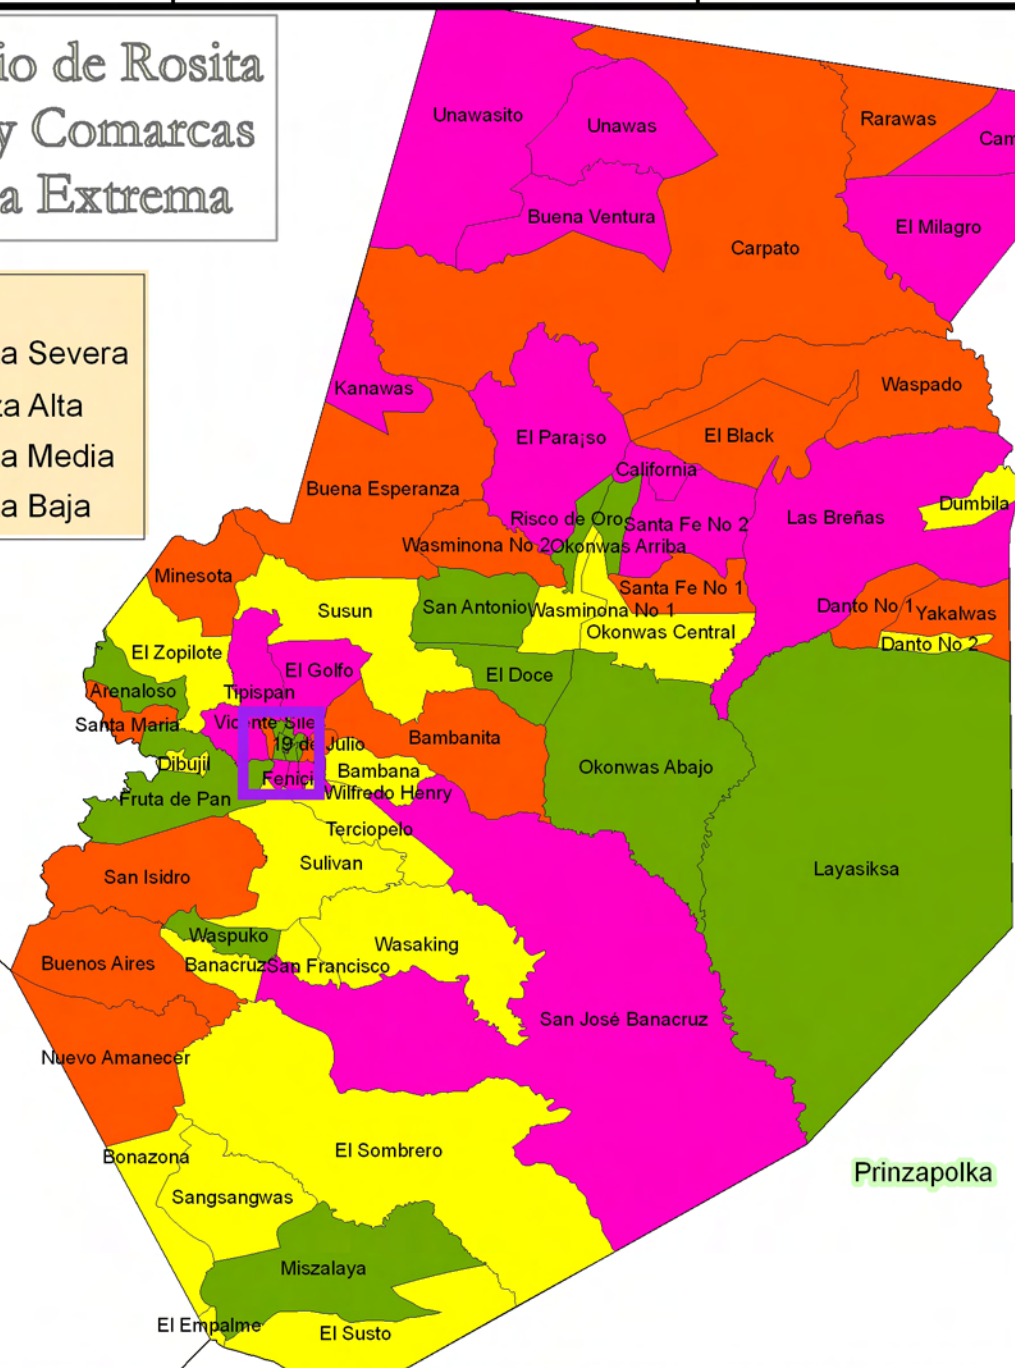 io de Rosita
y Comarcas
a Extrema
a Severa
za Alta
a Media
a Baja
Unawasito
Unawas
Rarawas
Cam
Buena Ventura
El Milagro
Carpato
Kanawas
Waspado
El Para¡so
El Black
California
Buena Esperanza
Dumbila
Risco de Oro
Santa Fe No 2
Las Breñas
Wasminona No 2
Okonwas Arriba
Minesota
Santa Fe No 1
Susun
San Antonio
Wasminona No 1
Danto No 1
Yakalwas
Okonwas Central
Danto No 2
El Zopilote
El Golfo
El Doce
Arenaloso
Tipispan
Santa Maria
Vicente Sile
19 de Julio
Bambanita
Dibujil
Fenici
Bambana
Okonwas Abajo
Fruta de Pan
Wilfredo Henry
Terciopelo
Sulivan
Layasiksa
San Isidro
Waspuko
Wasaking
Buenos Aires
Banacruz
San Francisco
San José Banacruz
Nuevo Amanecer
El Sombrero
Bonazona
Prinzapolka
Sangsangwas
Miszalaya
El Empalme
El Susto